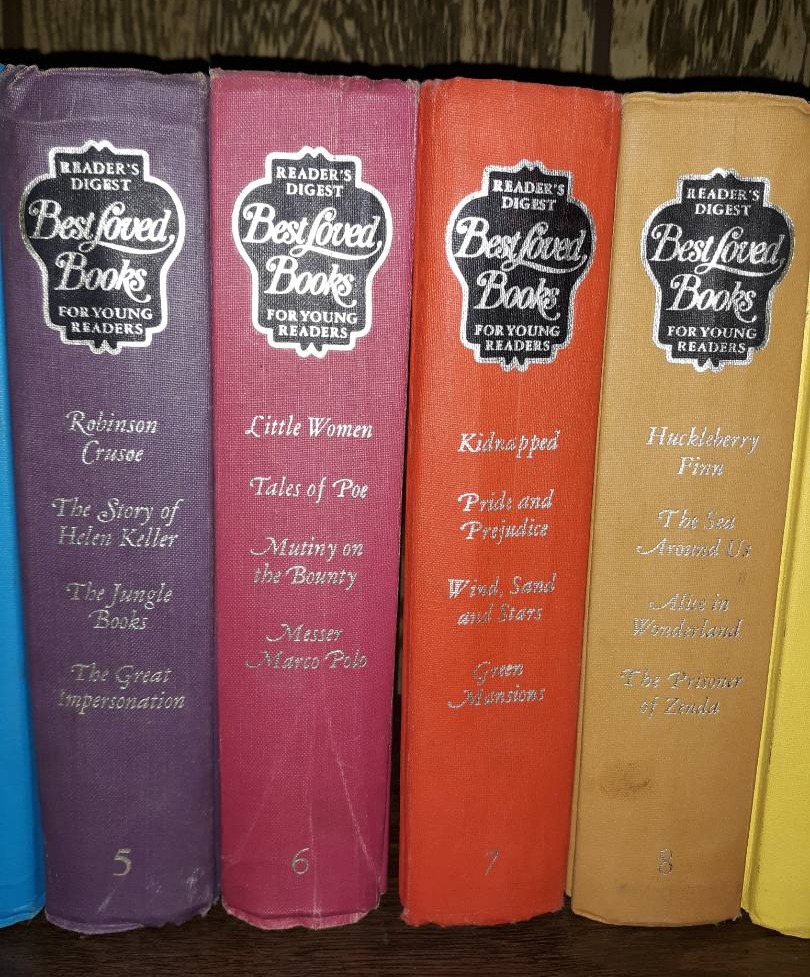 READER'S
DIGEST
Best Loved
Books
FOR YOUNG
READERS
Robinson
Crusoe
The Story of
Helen Keller
The Jungle
Books
The Great
Impersonation
5
READER'S
DIGEST
Best Loved
Books
FOR YOUNG
READERS
Little Women
Tales of Poe
Mutiny on
the Bounty
Messer
Marco Polo
6
READER'S
DIGEST
Best Loved
Books
FOR YOUNG
READERS
Kidnapped
Pride and
Prejudice
Wind, Sand
and Stars
Green
Mansions
7
READER'S
DIGEST
Best Loved
Books
FOR YOUNG
READERS
Huckleberry
Finn
The Sea
Around Us
Alice in
Wonderland
The Prisoner
of Zenda
8